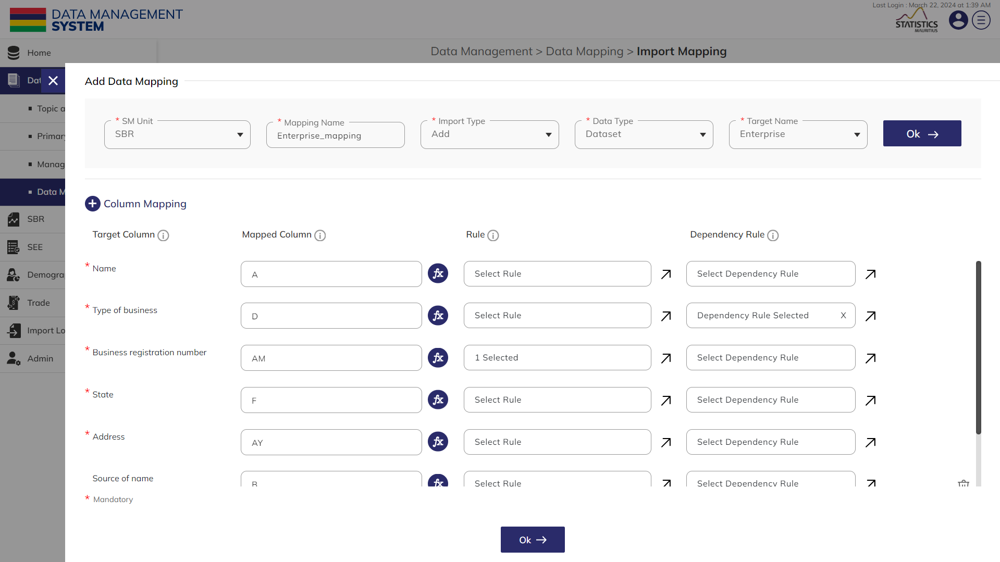 Last Login : March 22, 2024 at 1:39 AM
DATA MANAGEMENT
SYSTEM
STATISTICS
MAURITIUS
Data Management > Data Mapping > Import Mapping
Home
Dat
Topic a
Primary
Manag
Data M
SBR
SEE
Demogra
Trade
Import Lo
Admin
Add Data Mapping
* SM Unit
SBR
* Mapping Name
Enterprise_mapping
* Import Type
Add
* Data Type
Dataset
* Target Name
Enterprise
Ok
Column Mapping
Target Column Mapped Column Rule Dependency Rule
* Name A fx Select Rule Select Dependency Rule
* Type of business D fx Select Rule Dependency Rule Selected X
* Business registration number AM fx 1 Selected Select Dependency Rule
* State F fx Select Rule Select Dependency Rule
* Address AY fx Select Rule Select Dependency Rule
Source of name fx Select Rule Select Dependency Rule
* Mandatory
Ok